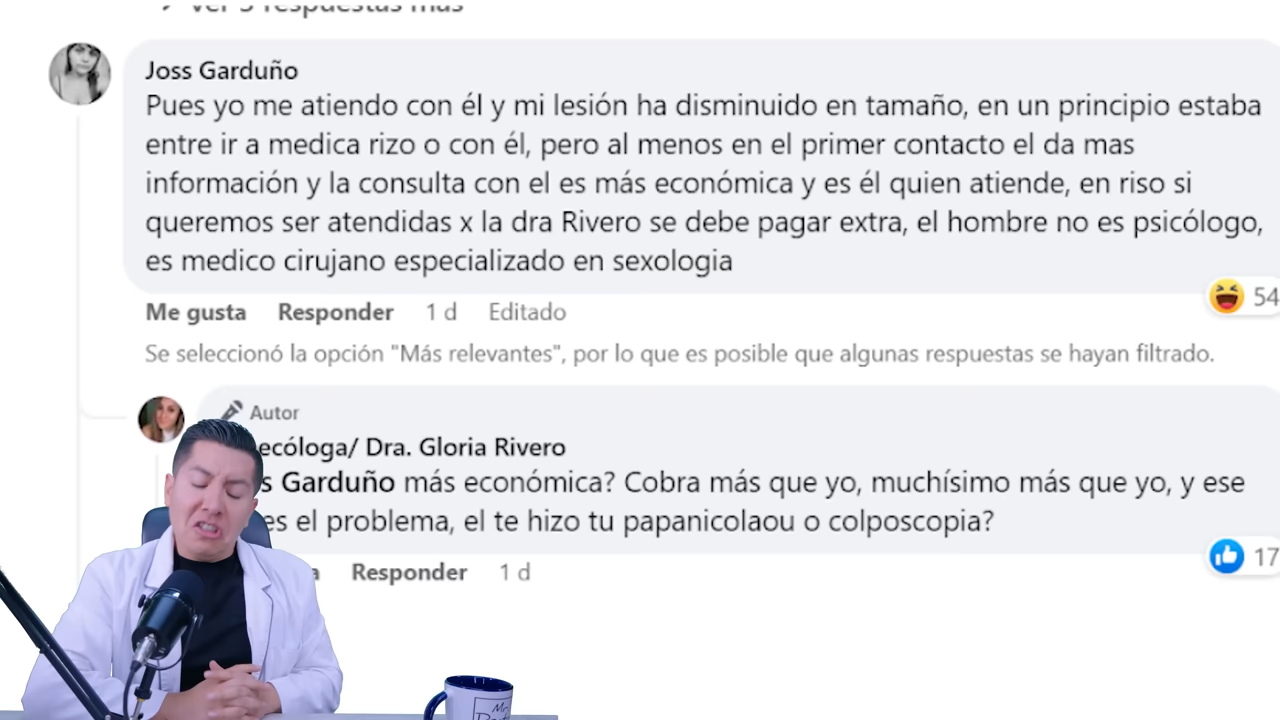 Ver 5 respuestas más
Joss Garduño
Pues yo me atiendo con él y mi lesión ha disminuido en tamaño, en un principio estaba
entre ir a medica rizo o con él, pero al menos en el primer contacto el da mas
información y la consulta con el es más económica y es él quien atiende, en riso si
queremos ser atendidas x la dra Rivero se debe pagar extra, el hombre no es psicólogo,
es medico cirujano especializado en sexologia
54
Me gusta Responder 1 d Editado
Se seleccionó la opción "Más relevantes", por lo que es posible que algunas respuestas se hayan filtrado.
Autor
ecóloga/ Dra. Gloria Rivero
s Garduño más económica? Cobra más que yo, muchísimo más que yo, y ese
es el problema, el te hizo tu papanicolaou o colposcopia?
17
a Responder 1 d